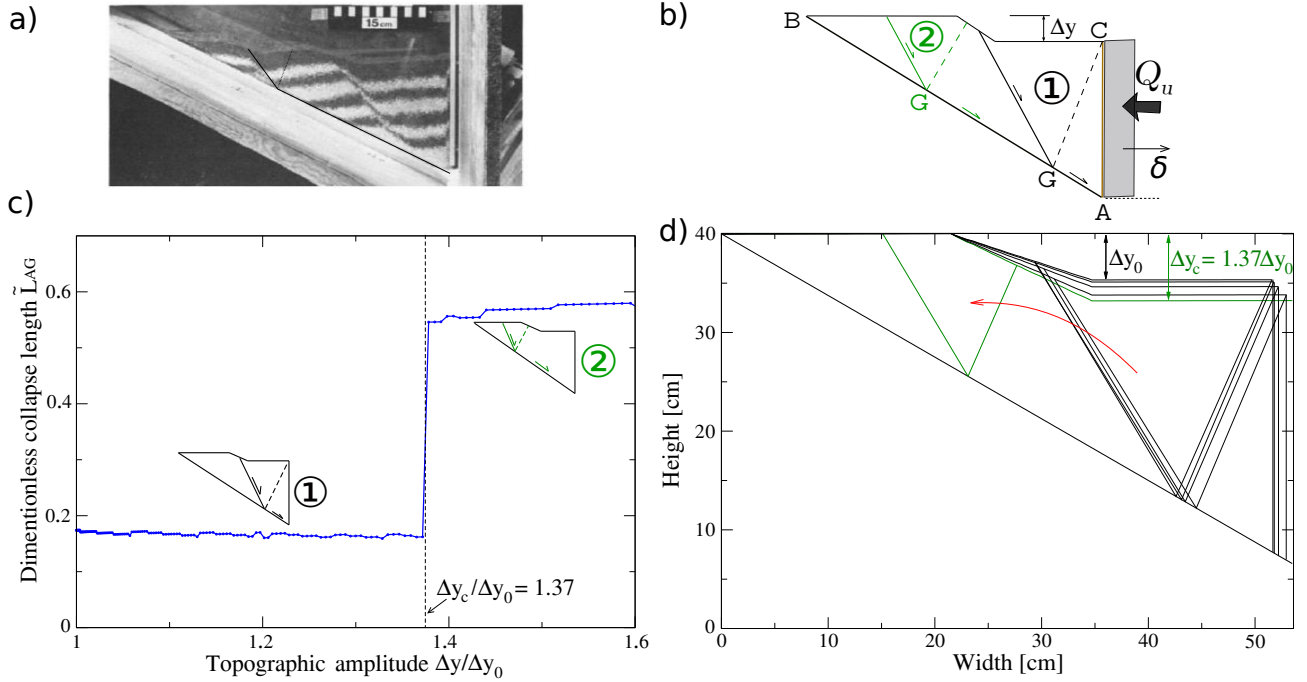 a)
15cm
b)
B
②
Δy
C
①
Q_u
G
δ
G
A
c)
Dimentionless collapse length L̃_AG
0.6
0.4
0.2
0
②
①
Δy_c/Δy_0 = 1.37
1
1.2
1.4
1.6
Topographic amplitude Δy/Δy_0
d)
Height [cm]
40
30
20
10
0
Δy_0
Δy_c = 1.37Δy_0
0
10
20
30
40
50
Width [cm]